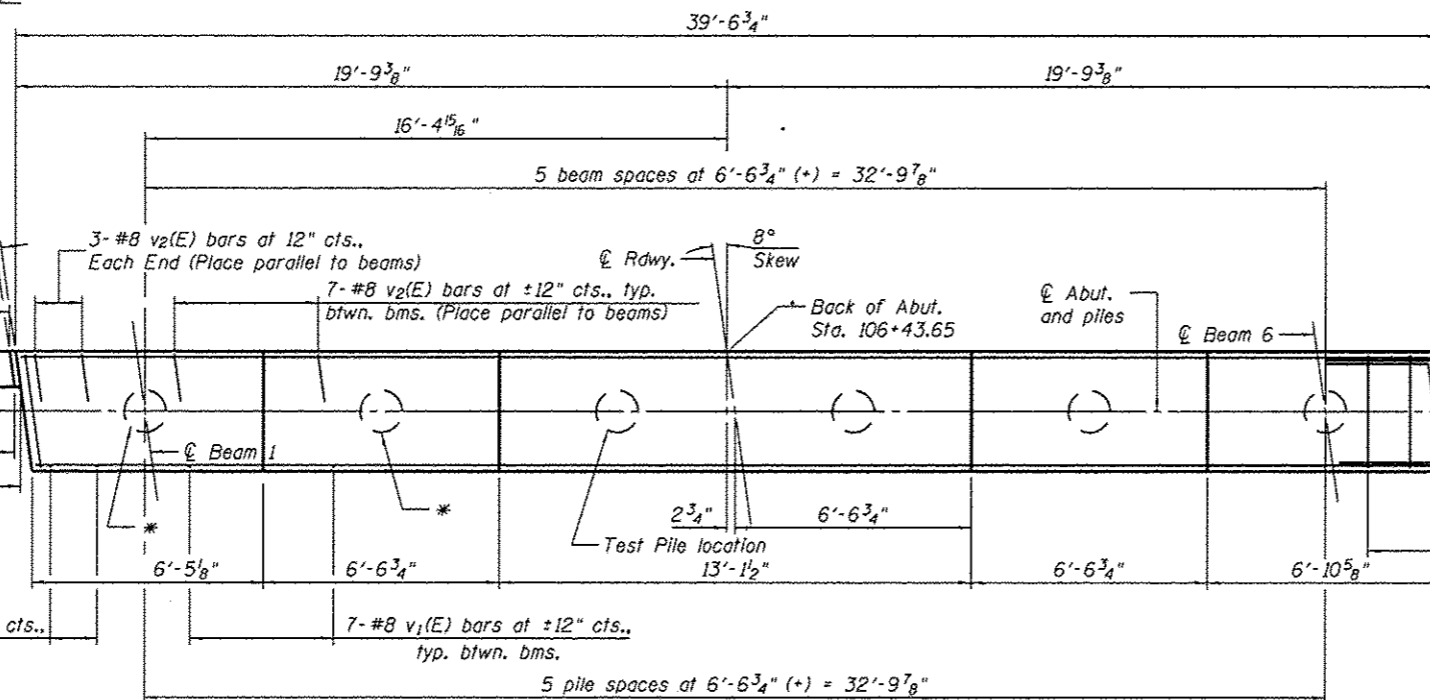 39'-6¾"
19'-9⅜"
19'-9⅜"
16'-4 15/16"
5 beam spaces at 6'-6¾" (+) = 32'-9⅞"
3- #8 v2(E) bars at 12" cts.,
Each End (Place parallel to beams)
7- #8 v2(E) bars at ±12" cts., typ.
btwn. bms. (Place parallel to beams)
℄ Rdwy.
8°
Skew
Back of Abut.
Sta. 106+43.65
℄ Abut.
and piles
℄ Beam 6
℄ Beam 1
*
*
Test Pile location
2¾"
6'-6¾"
6'-5⅛"
6'-6¾"
13'-1½"
6'-6¾"
6'-10⅝"
cts.,
7- #8 v1(E) bars at ±12" cts.,
typ. btwn. bms.
5 pile spaces at 6'-6¾" (+) = 32'-9⅞"